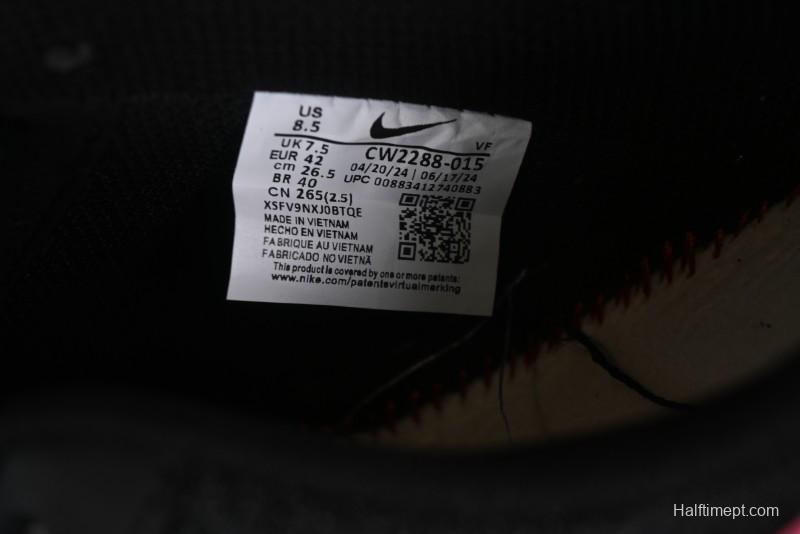 US
8.5
VF
UK 7.5
EUR 42
cm 26.5
BR 40
CN 265(2.5)
CW2288-015
04/20/24 | 06/17/24
UPC 00883412740883
XSFV9NXJ0BTQE
MADE IN VIETNAM
HECHO EN VIETNAM
FABRIQUE AU VIETNAM
FABRICADO NO VIETNÃ
This product is covered by one or more patents:
www.nike.com/patentsvirtualmerking
Halftimept.com